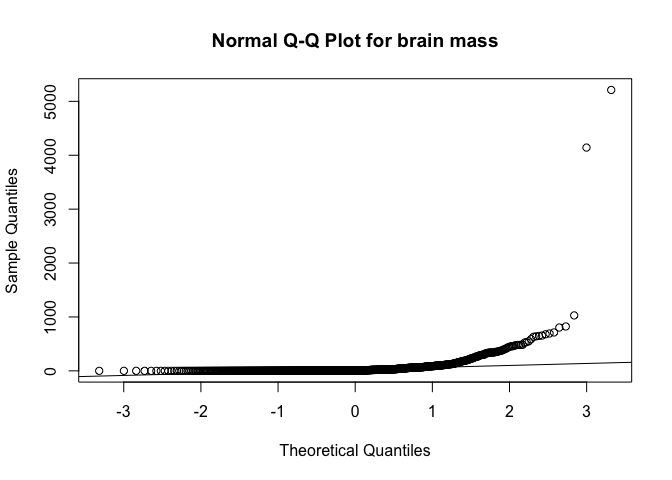 Normal Q-Q Plot for brain mass
Sample Quantiles
5000
4000
3000
2000
1000
0
-3 -2 -1 0 1 2 3
Theoretical Quantiles